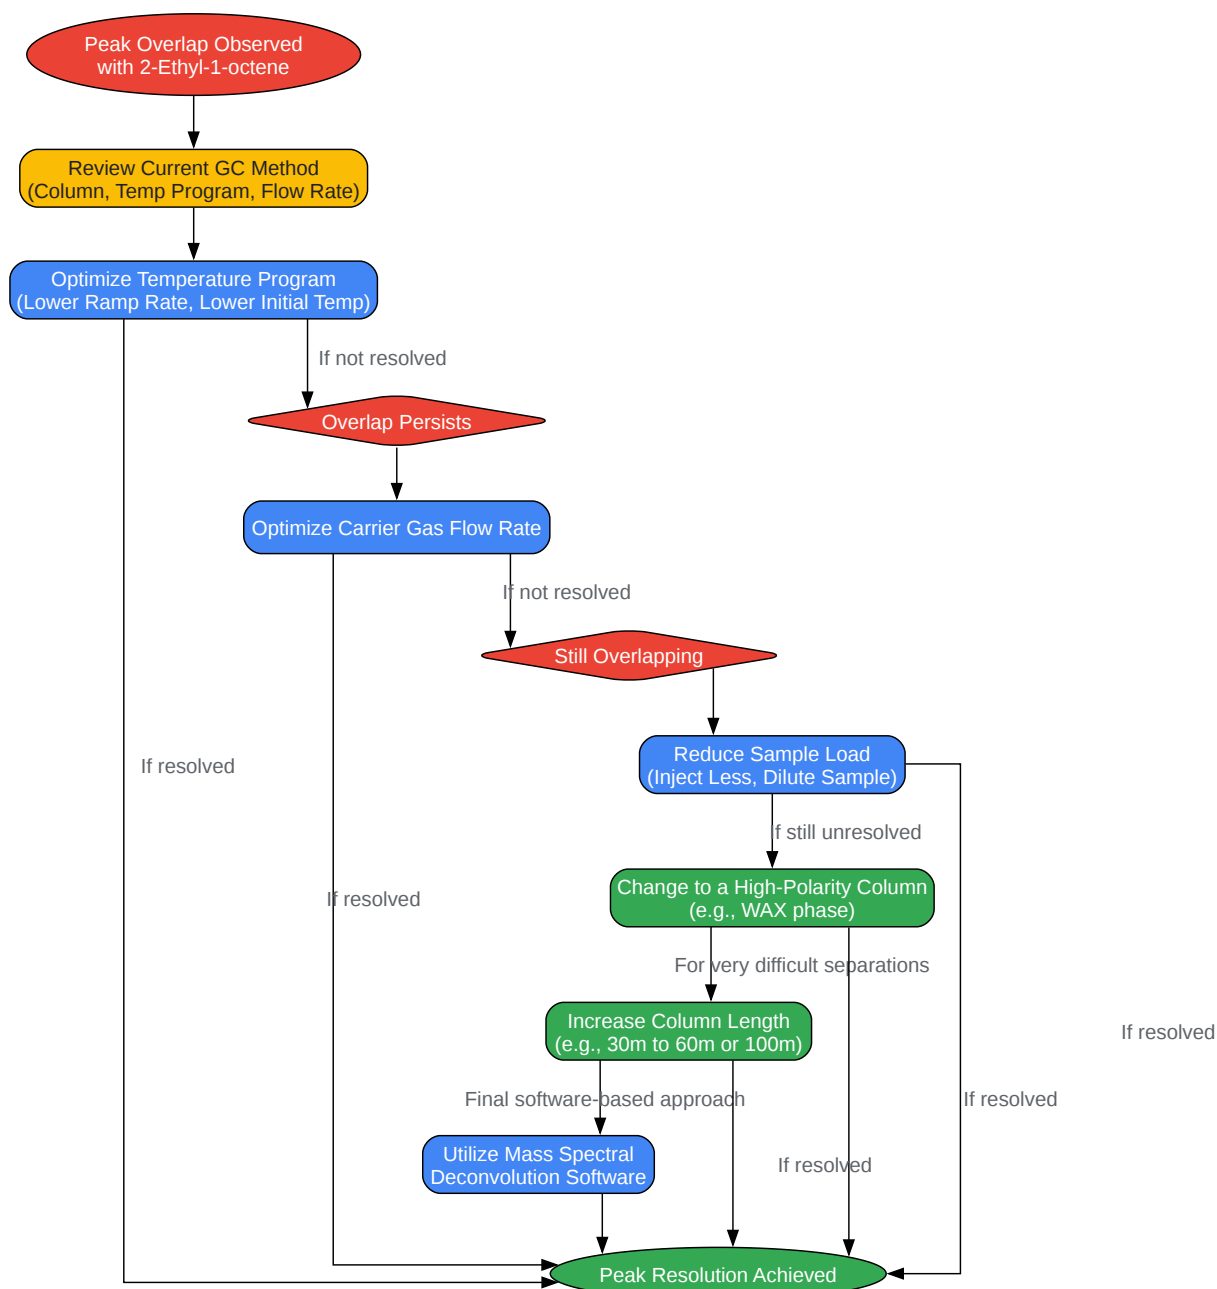 Peak Overlap Observed
with 2-Ethyl-1-octene
Review Current GC Method
(Column, Temp Program, Flow Rate)
Optimize Temperature Program
(Lower Ramp Rate, Lower Initial Temp)
If not resolved
Overlap Persists
Optimize Carrier Gas Flow Rate
If not resolved
Still Overlapping
Reduce Sample Load
(Inject Less, Dilute Sample)
If resolved
If still unresolved
Change to a High-Polarity Column
(e.g., WAX phase)
If resolved
For very difficult separations
Increase Column Length
(e.g., 30m to 60m or 100m)
If resolved
Final software-based approach
If resolved
Utilize Mass Spectral
Deconvolution Software
If resolved
Peak Resolution Achieved